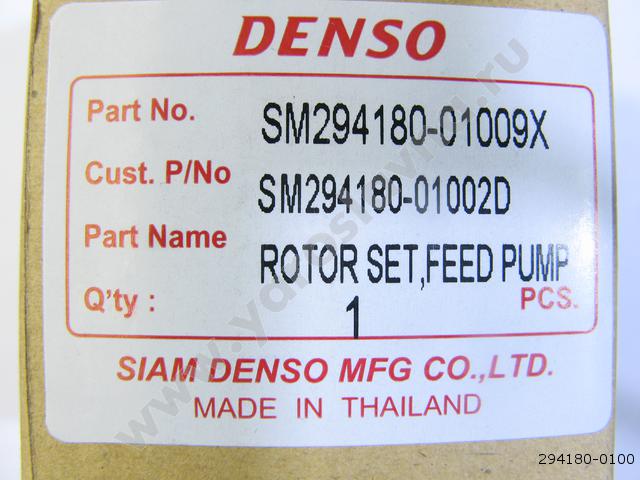 DENSO
Part No. SM294180-01009X
Cust. P/No SM294180-01002D
Part Name ROTOR SET,FEED PUMP
Q'ty : 1 PCS.
SIAM DENSO MFG CO.,LTD.
MADE IN THAILAND
294180-0100